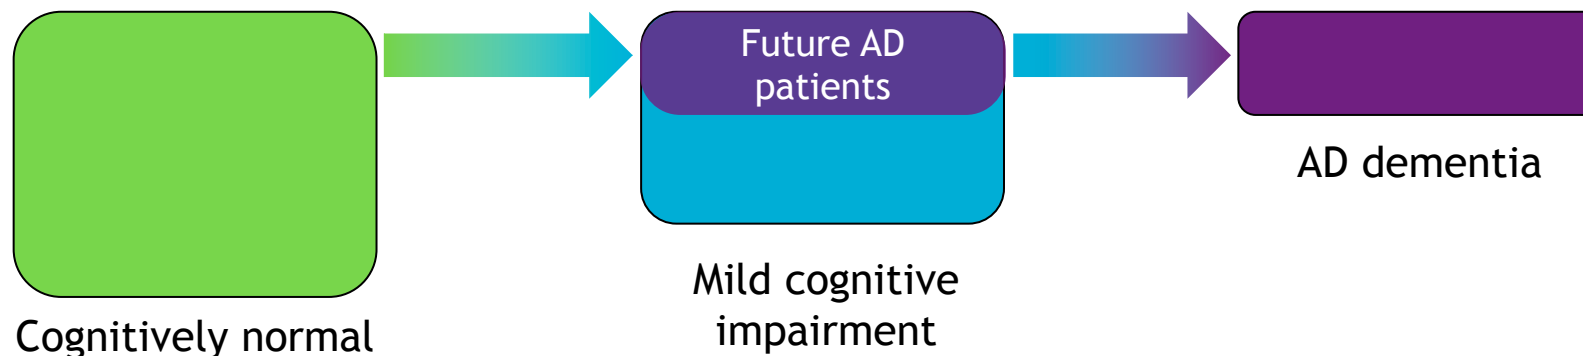 Future AD
patients
AD dementia
Mild cognitive
impairment
Cognitively normal